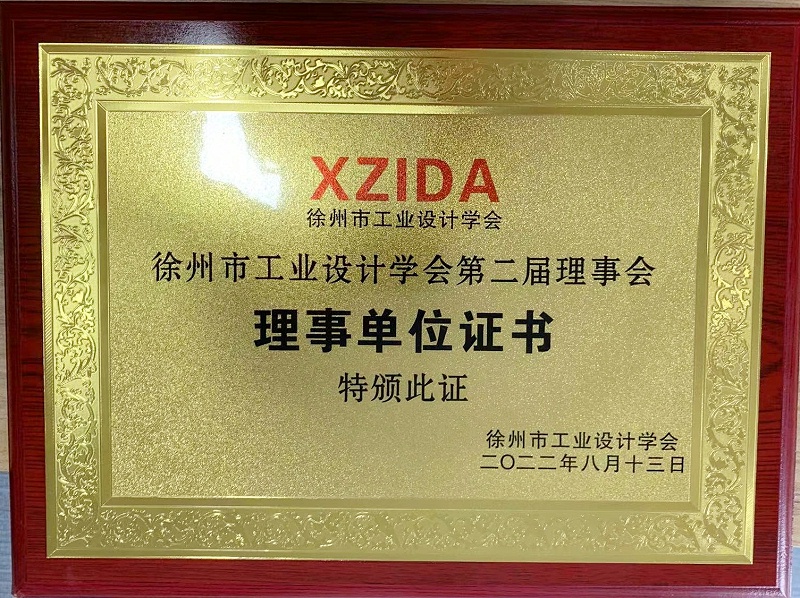 XZIDA
徐州市工业设计学会
徐州市工业设计学会第二届理事会
理事单位证书
特颁此证
徐州市工业设计学会
二〇二二年八月十三日